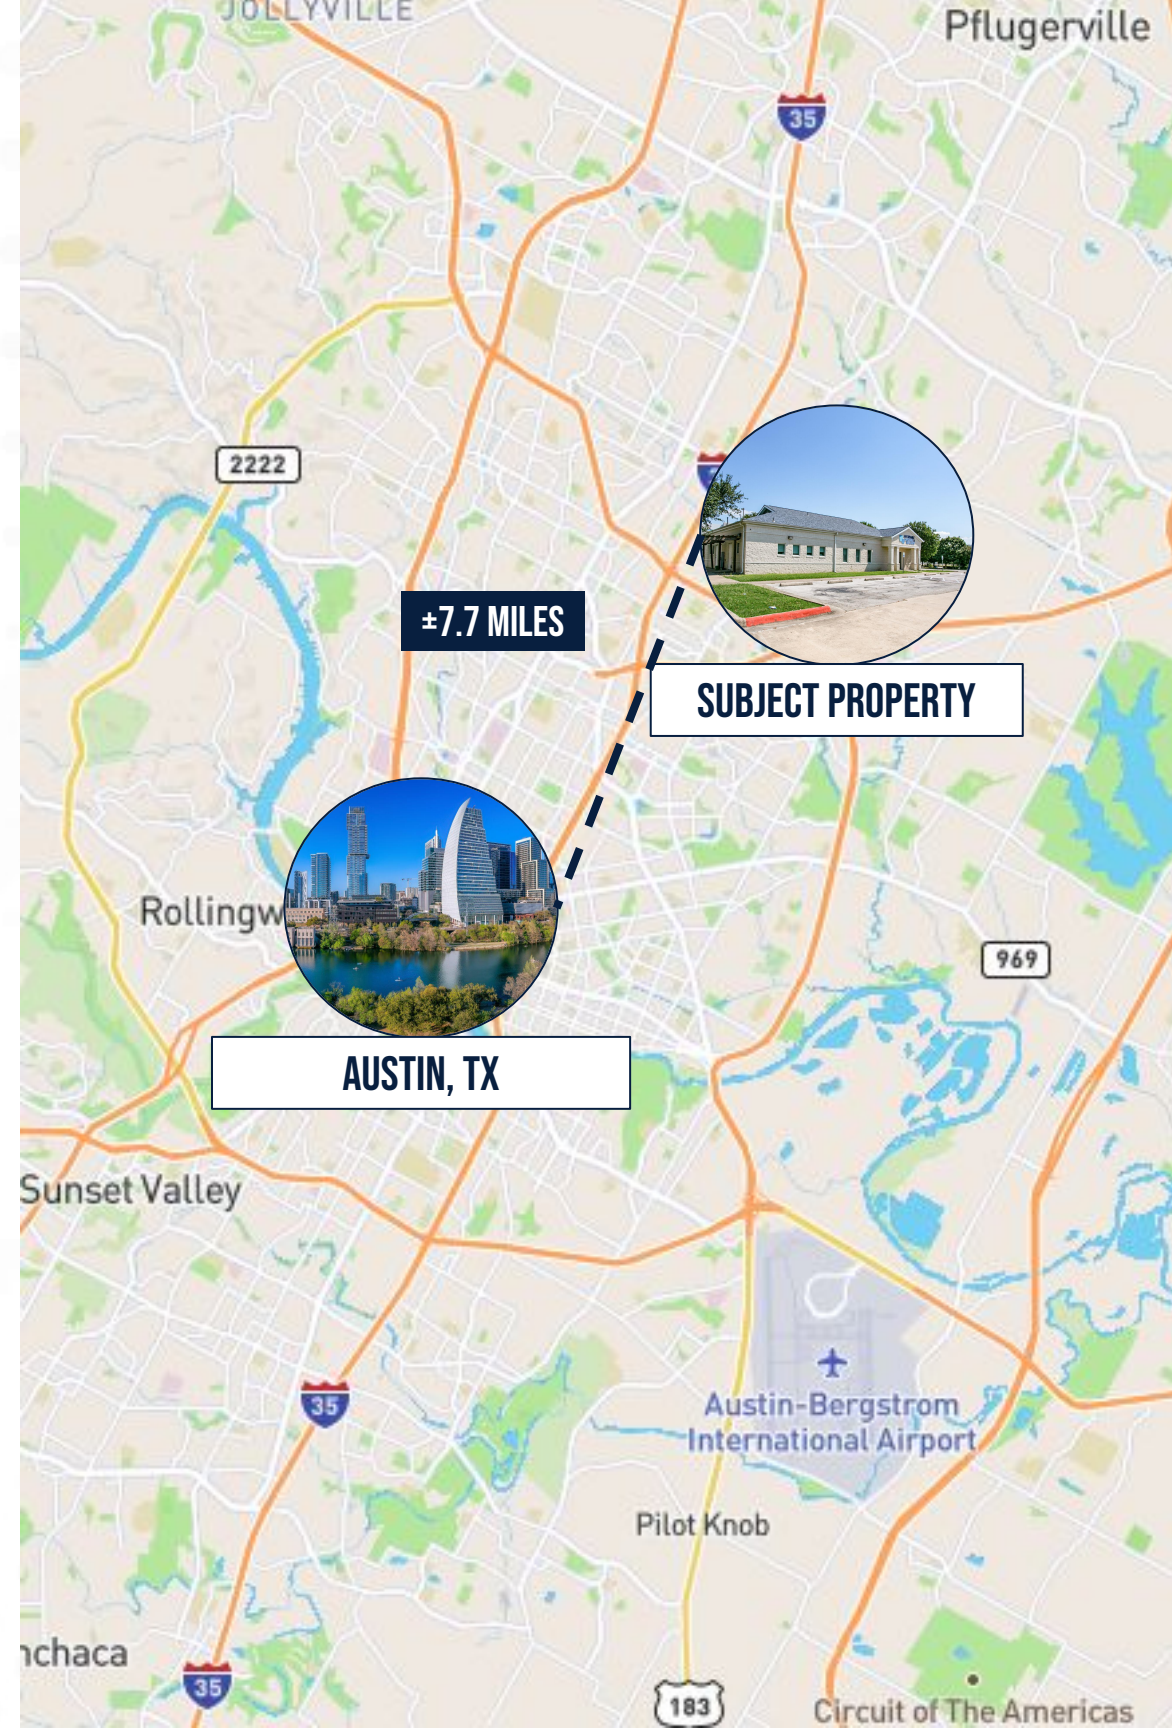 JOLLYVILLE
Pflugerville
35
2222
±7.7 MILES
SUBJECT PROPERTY
Rollingw
969
AUSTIN, TX
Sunset Valley
35
Austin-Bergstrom
International Airport
Pilot Knob
nchaca
35
183
Circuit of The Americas